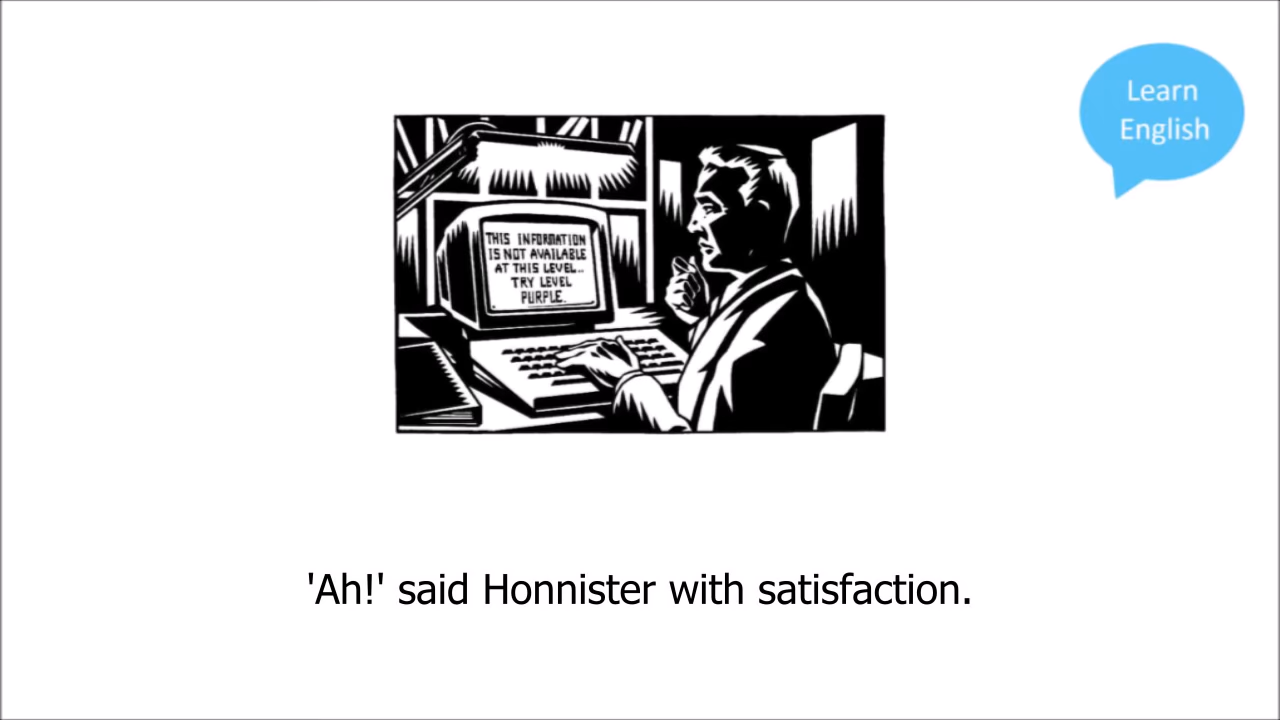 Learn
English
THIS INFORMATION
IS NOT AVAILABLE
AT THIS LEVEL..
TRY LEVEL
PURPLE.
'Ah!' said Honnister with satisfaction.